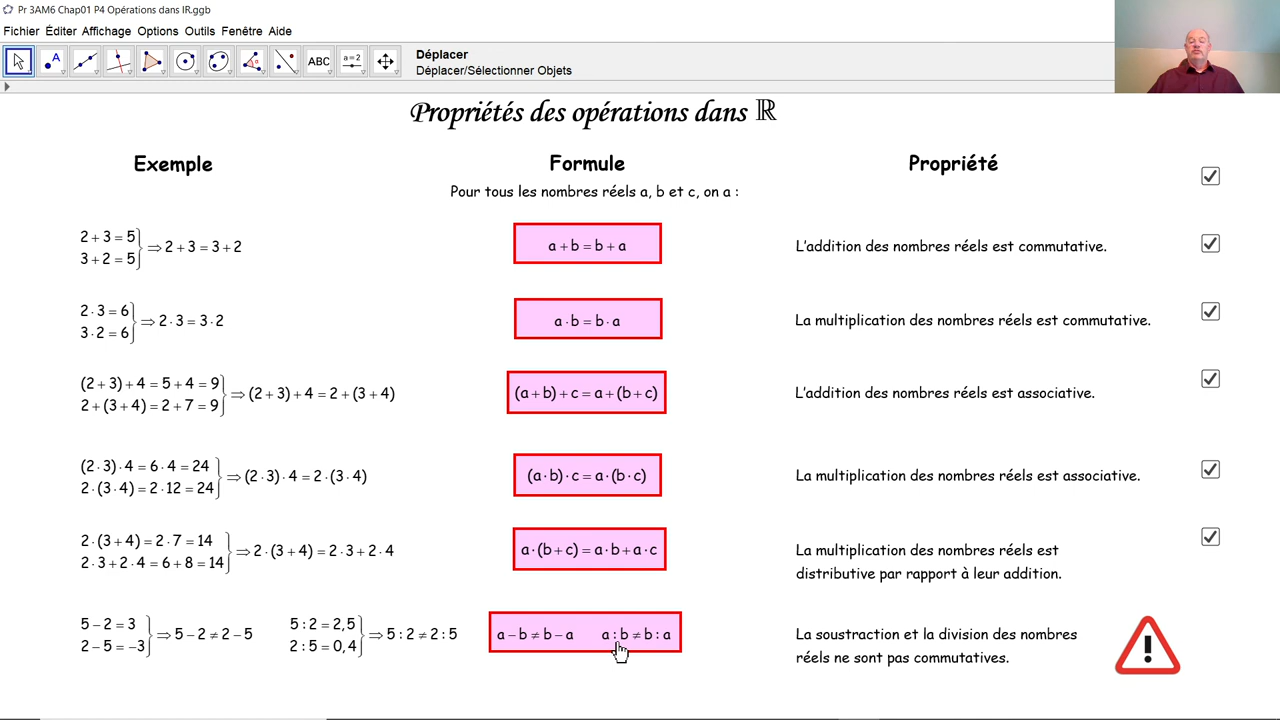 Pr 3AM6 Chap01 P4 Opérations dans IR.ggb
Fichier Éditer Affichage Options Outils Fenêtre Aide
A
ABC
a=2
Déplacer
Déplacer/Sélectionner Objets
Propriétés des opérations dans ℝ
Exemple Formule Propriété
Pour tous les nombres réels a, b et c, on a :
2 + 3 = 5
3 + 2 = 5 } ⇒ 2 + 3 = 3 + 2
a + b = b + a
L'addition des nombres réels est commutative.
2 · 3 = 6
3 · 2 = 6 } ⇒ 2 · 3 = 3 · 2
a · b = b · a
La multiplication des nombres réels est commutative.
(2 + 3) + 4 = 5 + 4 = 9
2 + (3 + 4) = 2 + 7 = 9 } ⇒ (2 + 3) + 4 = 2 + (3 + 4)
(a + b) + c = a + (b + c)
L'addition des nombres réels est associative.
(2 · 3) · 4 = 6 · 4 = 24
2 · (3 · 4) = 2 · 12 = 24 } ⇒ (2 · 3) · 4 = 2 · (3 · 4)
(a · b) · c = a · (b · c)
La multiplication des nombres réels est associative.
2 · (3 + 4) = 2 · 7 = 14
2 · 3 + 2 · 4 = 6 + 8 = 14 } ⇒ 2 · (3 + 4) = 2 · 3 + 2 · 4
a · (b + c) = a · b + a · c
La multiplication des nombres réels est
distributive par rapport à leur addition.
5 − 2 = 3
2 − 5 = −3 } ⇒ 5 − 2 ≠ 2 − 5
5 : 2 = 2,5
2 : 5 = 0,4 } ⇒ 5 : 2 ≠ 2 : 5
a − b ≠ b − a a : b ≠ b : a
La soustraction et la division des nombres
réels ne sont pas commutatives.
!